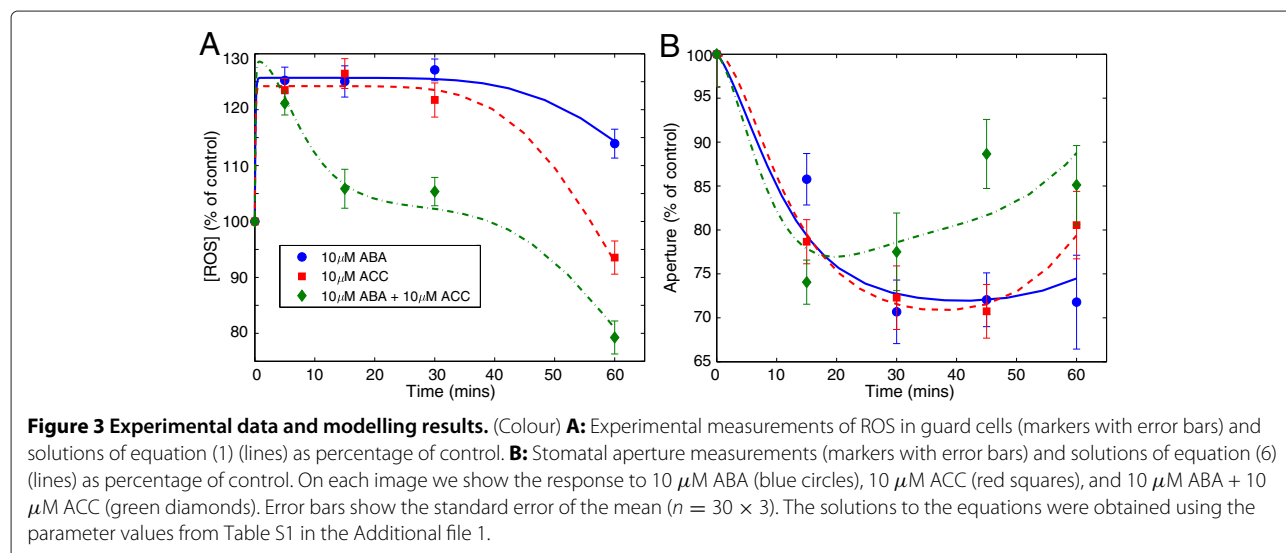 A
130
120
110
100
90
80
[ROS] (% of control)
10μM ABA
10μM ACC
10μM ABA + 10μM ACC
0 10 20 30 40 50 60
Time (mins)
B
100
95
90
85
80
75
70
65
Aperture (% of control)
0 10 20 30 40 50 60
Time (mins)
Figure 3 Experimental data and modelling results. (Colour) A: Experimental measurements of ROS in guard cells (markers with error bars) and
solutions of equation (1) (lines) as percentage of control. B: Stomatal aperture measurements (markers with error bars) and solutions of equation (6)
(lines) as percentage of control. On each image we show the response to 10 μM ABA (blue circles), 10 μM ACC (red squares), and 10 μM ABA + 10
μM ACC (green diamonds). Error bars show the standard error of the mean (n = 30 × 3). The solutions to the equations were obtained using the
parameter values from Table S1 in the Additional file 1.